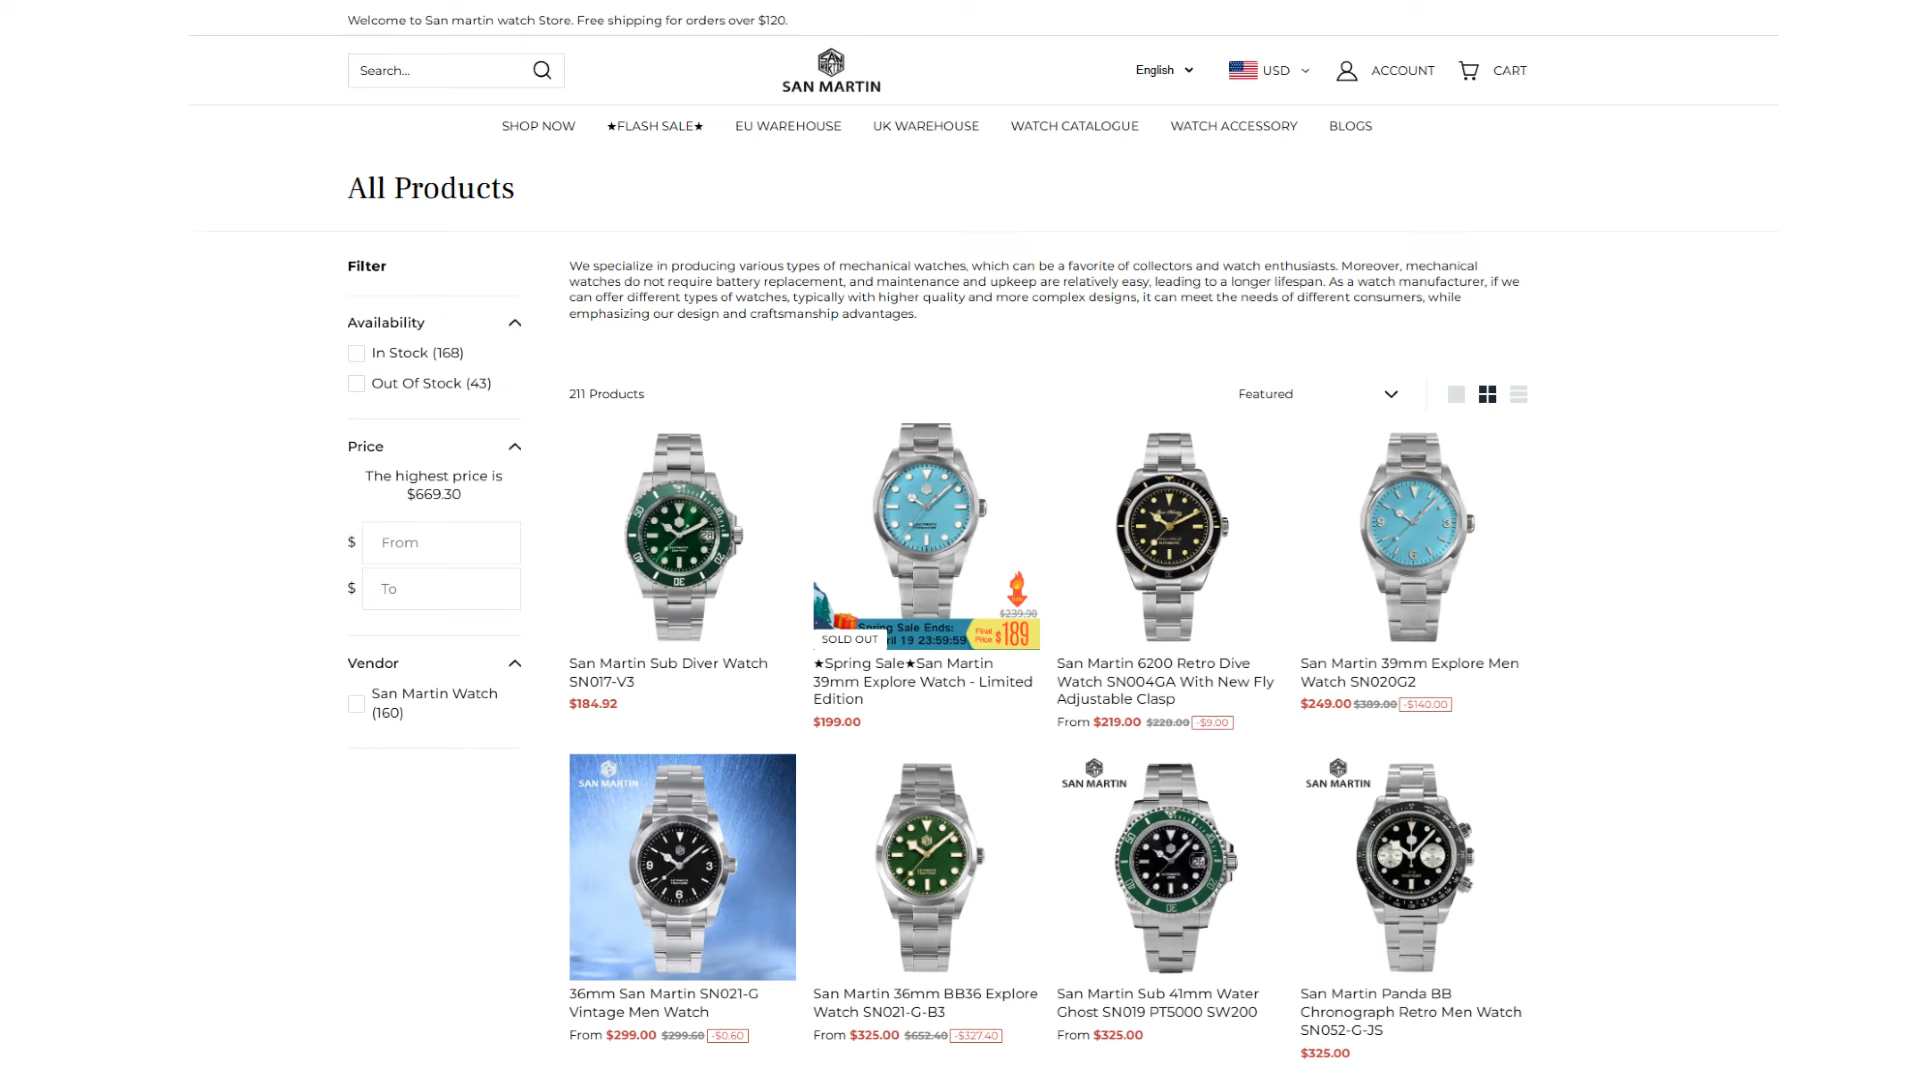 Welcome to San martin watch Store. Free shipping for orders over $120.
Search...
SAN MARTIN
English
USD
ACCOUNT
CART
SHOP NOW
★FLASH SALE★
EU WAREHOUSE
UK WAREHOUSE
WATCH CATALOGUE
WATCH ACCESSORY
BLOGS
All Products
Filter
Availability
In Stock (168)
Out Of Stock (43)
Price
The highest price is
$669.30
$ From
$ To
Vendor
San Martin Watch
(160)
We specialize in producing various types of mechanical watches, which can be a favorite of collectors and watch enthusiasts. Moreover, mechanical
watches do not require battery replacement, and maintenance and upkeep are relatively easy, leading to a longer lifespan. As a watch manufacturer, if we
can offer different types of watches, typically with higher quality and more complex designs, it can meet the needs of different consumers, while
emphasizing our design and craftsmanship advantages.
211 Products
Featured
San Martin Sub Diver Watch
SN017-V3
$184.92
$239.90
Spring Sale Ends:
April 19 23:59:59
Final
Price $189
SOLD OUT
★Spring Sale★San Martin
39mm Explore Watch - Limited
Edition
$199.00
San Martin 6200 Retro Dive
Watch SN004GA With New Fly
Adjustable Clasp
From $219.00 $228.00 -$9.00
San Martin 39mm Explore Men
Watch SN020G2
$249.00 $389.00 -$140.00
SAN MARTIN
36mm San Martin SN021-G
Vintage Men Watch
From $299.00 $299.60 -$0.60
San Martin 36mm BB36 Explore
Watch SN021-G-B3
From $325.00 $652.40 -$327.40
SAN MARTIN
San Martin Sub 41mm Water
Ghost SN019 PT5000 SW200
From $325.00
SAN MARTIN
San Martin Panda BB
Chronograph Retro Men Watch
SN052-G-JS
$325.00